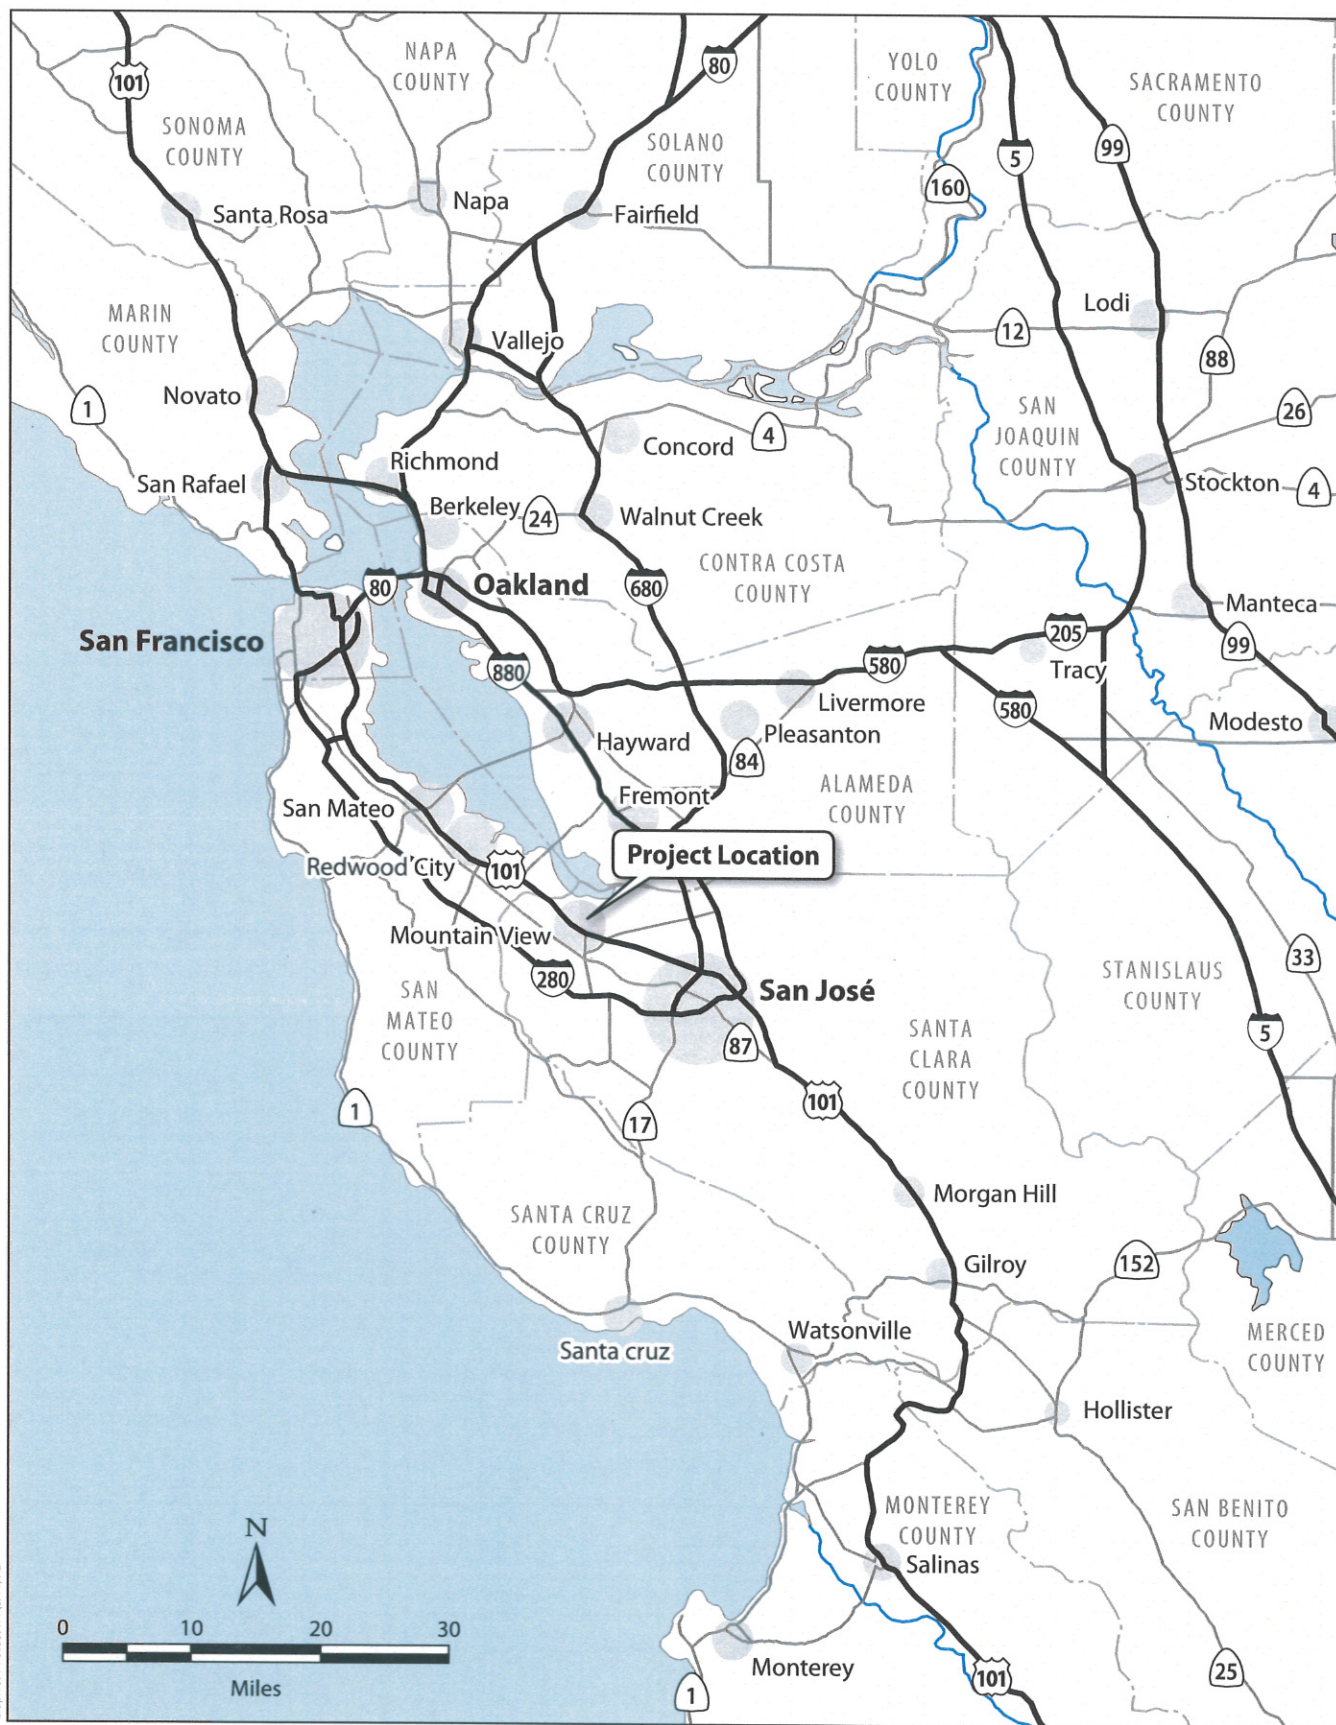 101
NAPA
COUNTY
80
YOLO
COUNTY
SACRAMENTO
COUNTY
SONOMA
COUNTY
SOLANO
COUNTY
5
99
160
Santa Rosa
Napa
Fairfield
MARIN
COUNTY
Vallejo
Lodi
12
88
Novato
1
SAN
JOAQUIN
COUNTY
26
Concord
4
Richmond
San Rafael
Stockton
4
Berkeley
24
Walnut Creek
CONTRA COSTA
COUNTY
80
Oakland
680
Manteca
San Francisco
205
99
880
580
Tracy
Livermore
580
Modesto
Hayward
Pleasanton
84
ALAMEDA
COUNTY
San Mateo
Fremont
Project Location
Redwood City
101
Mountain View
33
280
San José
STANISLAUS
COUNTY
SAN
MATEO
COUNTY
87
SANTA
CLARA
COUNTY
5
1
17
101
Morgan Hill
SANTA CRUZ
COUNTY
Gilroy
152
Watsonville
MERCED
COUNTY
Santa cruz
Hollister
MONTEREY
COUNTY
SAN BENITO
COUNTY
N
Salinas
0 10 20 30
Miles
Monterey
101
25
1